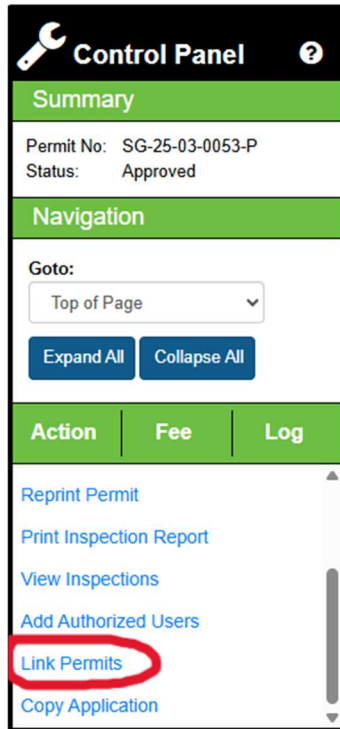 Control Panel ?
Summary
Permit No: SG-25-03-0053-P
Status: Approved
Navigation
Goto:
Top of Page
Expand All Collapse All
Action Fee Log
Reprint Permit
Print Inspection Report
View Inspections
Add Authorized Users
Link Permits
Copy Application